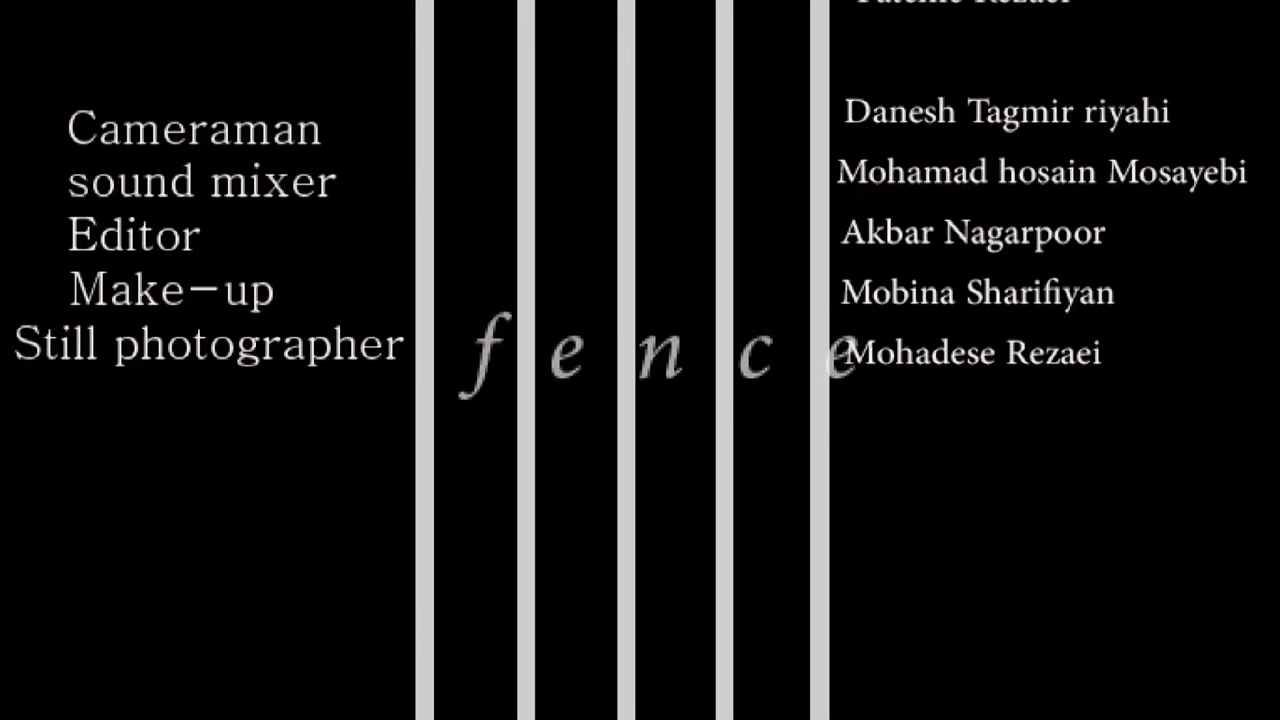 Cameraman
sound mixer
Editor
Make-up
Still photographer
f e n c e
Rezaei
Danesh Tagmir riyahi
Mohamad hosain Mosayebi
Akbar Nagarpoor
Mobina Sharifiyan
Mohadese Rezaei